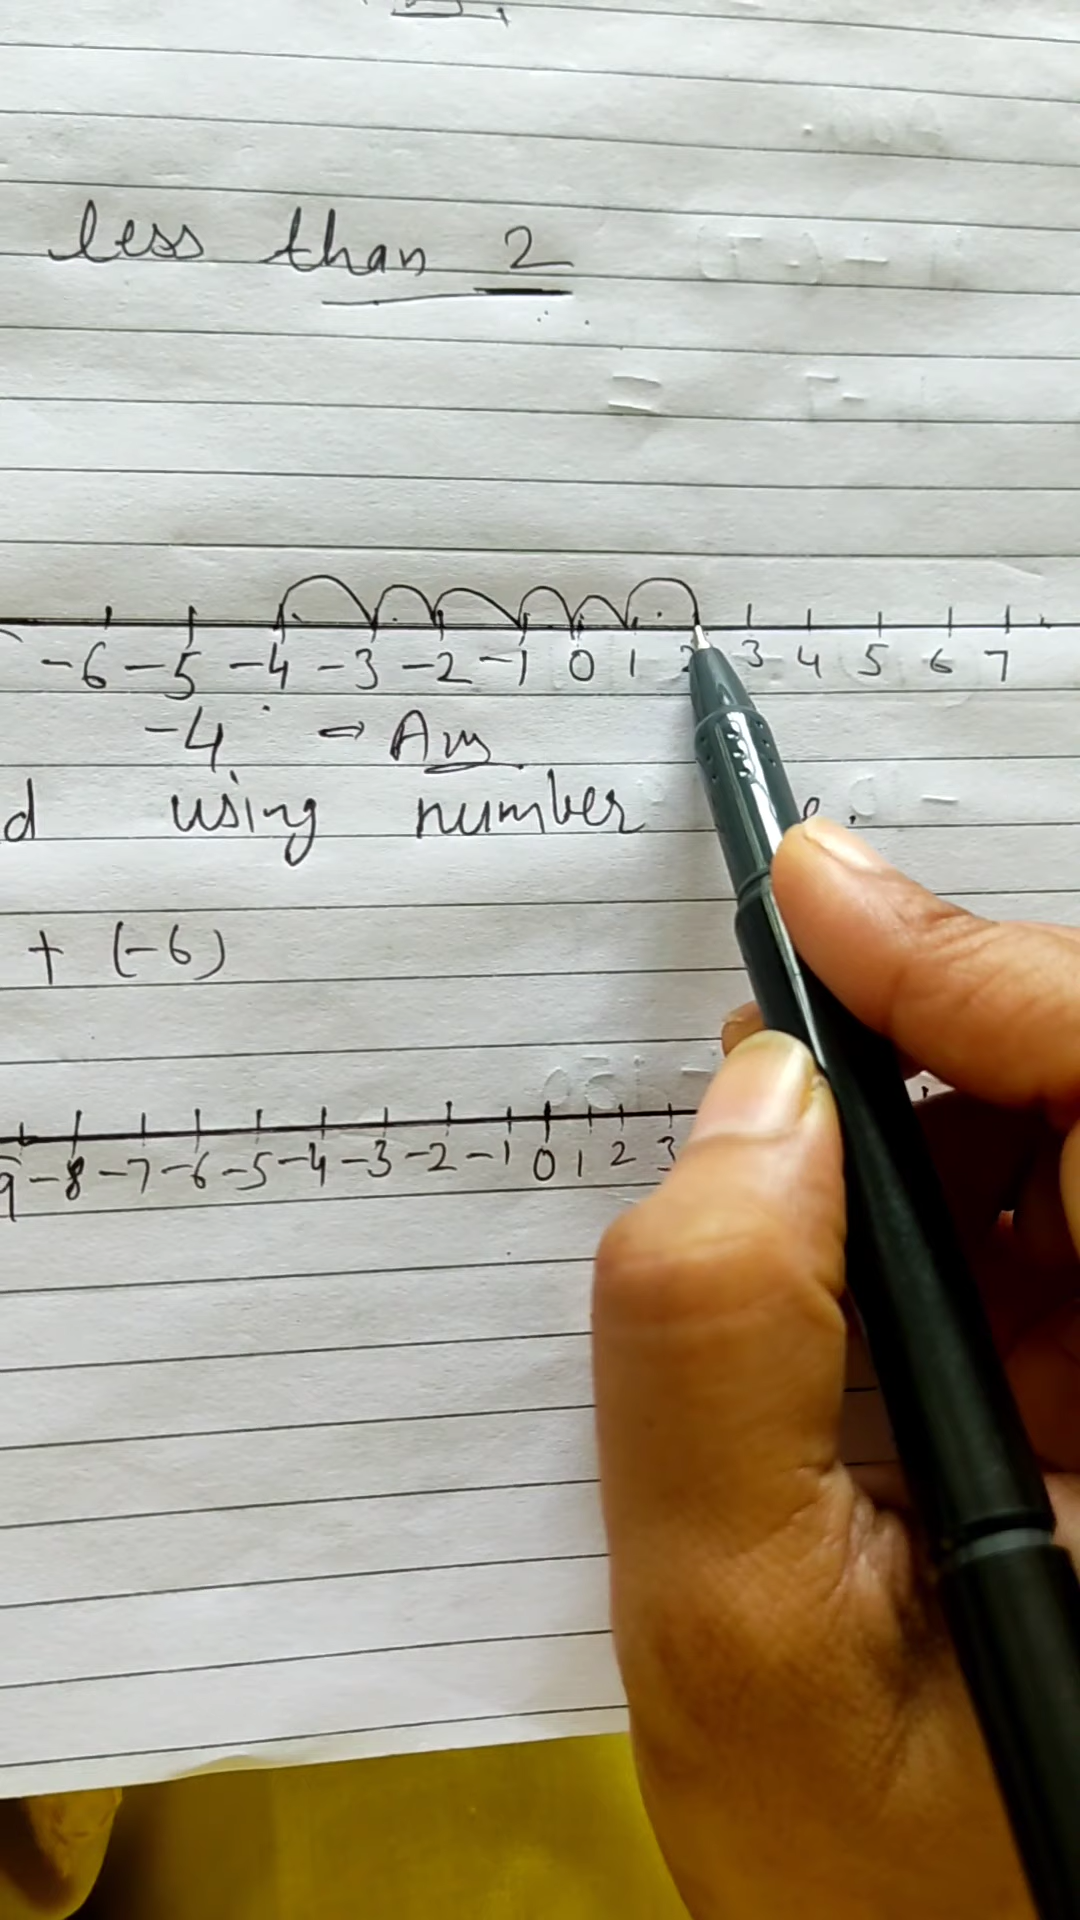 less than 2
-6 -5 -4 -3 -2 -1 0 1 2 3 4 5 6 7
-4 ⇒ Ans
d using number e.
+ (-6)
9 -8 -7 -6 -5 -4 -3 -2 -1 0 1 2 3